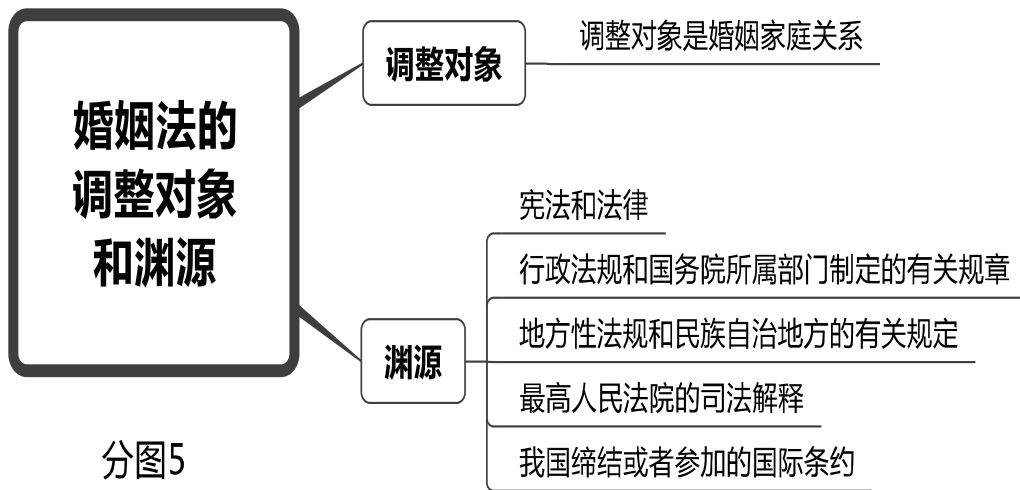 婚姻法的
调整对象
和渊源
调整对象
调整对象是婚姻家庭关系
渊源
宪法和法律
行政法规和国务院所属部门制定的有关规章
地方性法规和民族自治地方的有关规定
最高人民法院的司法解释
我国缔结或者参加的国际条约
分图5